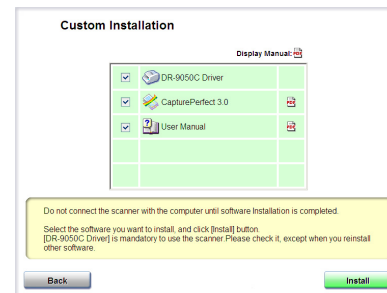 Custom Installation
Display Manual:
DR-9050C Driver
CapturePerfect 3.0
User Manual
Do not connect the scanner with the computer until software Installation is completed.
Select the software you want to install, and click [Install] button.
[DR-9050C Driver] is mandatory to use the scanner.Please check it, except when you reinstall
other software.
Back
Install